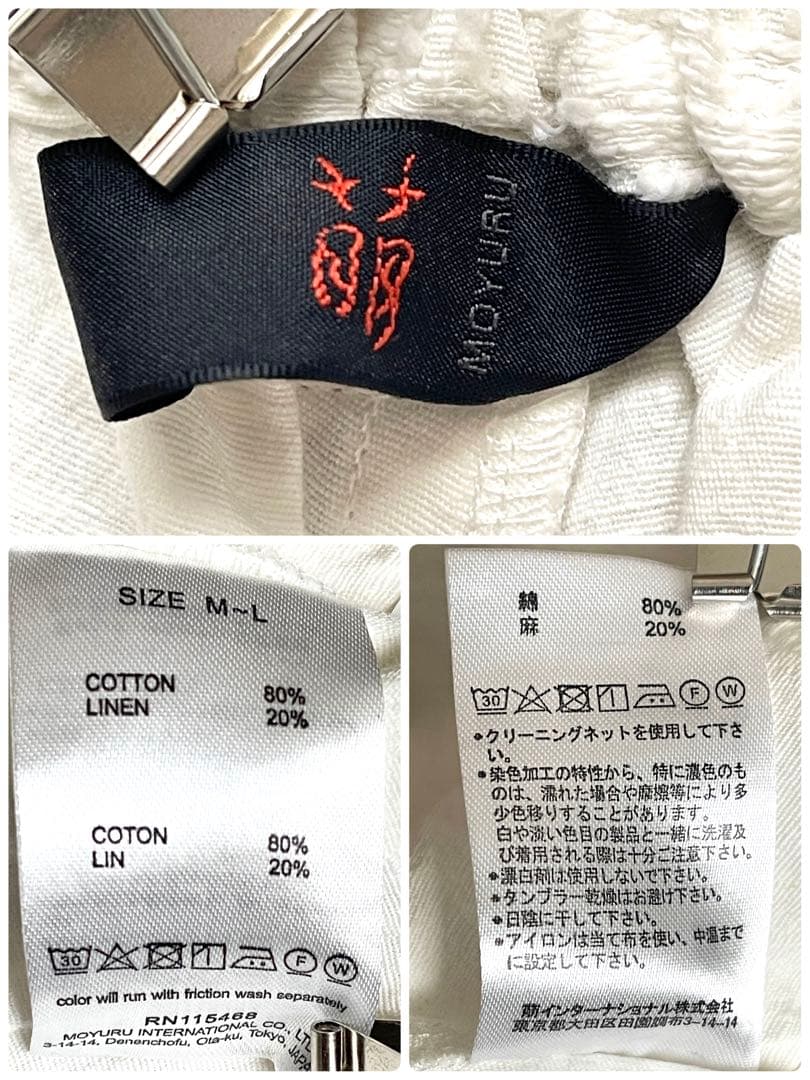 萌
MOYURU
SIZE M~L
COTTON 80%
LINEN 20%
COTON 80%
LIN 20%
30 F W
color will run with friction wash separately
RN115468
MOYURU INTERNATIONAL CO., LT
3-14-14, Denenchofu, Ota-ku, Tokyo, JAPA
綿 80%
麻 20%
30 F W
•クリーニングネットを使用して下さ
い。
•染色加工の特性から、特に濃色のも
のは、濡れた場合や摩擦等により多
少色移りすることがあります。
白や淡い色目の製品と一緒に洗濯及
び着用される際は十分ご注意下さい。
•漂白剤は使用しないで下さい。
•タンブラー乾燥はお避け下さい。
•日陰に干して下さい。
•アイロンは当て布を使い、中温まで
に設定して下さい。
萌インターナショナル株式会社
東京都大田区田園調布3-14-14